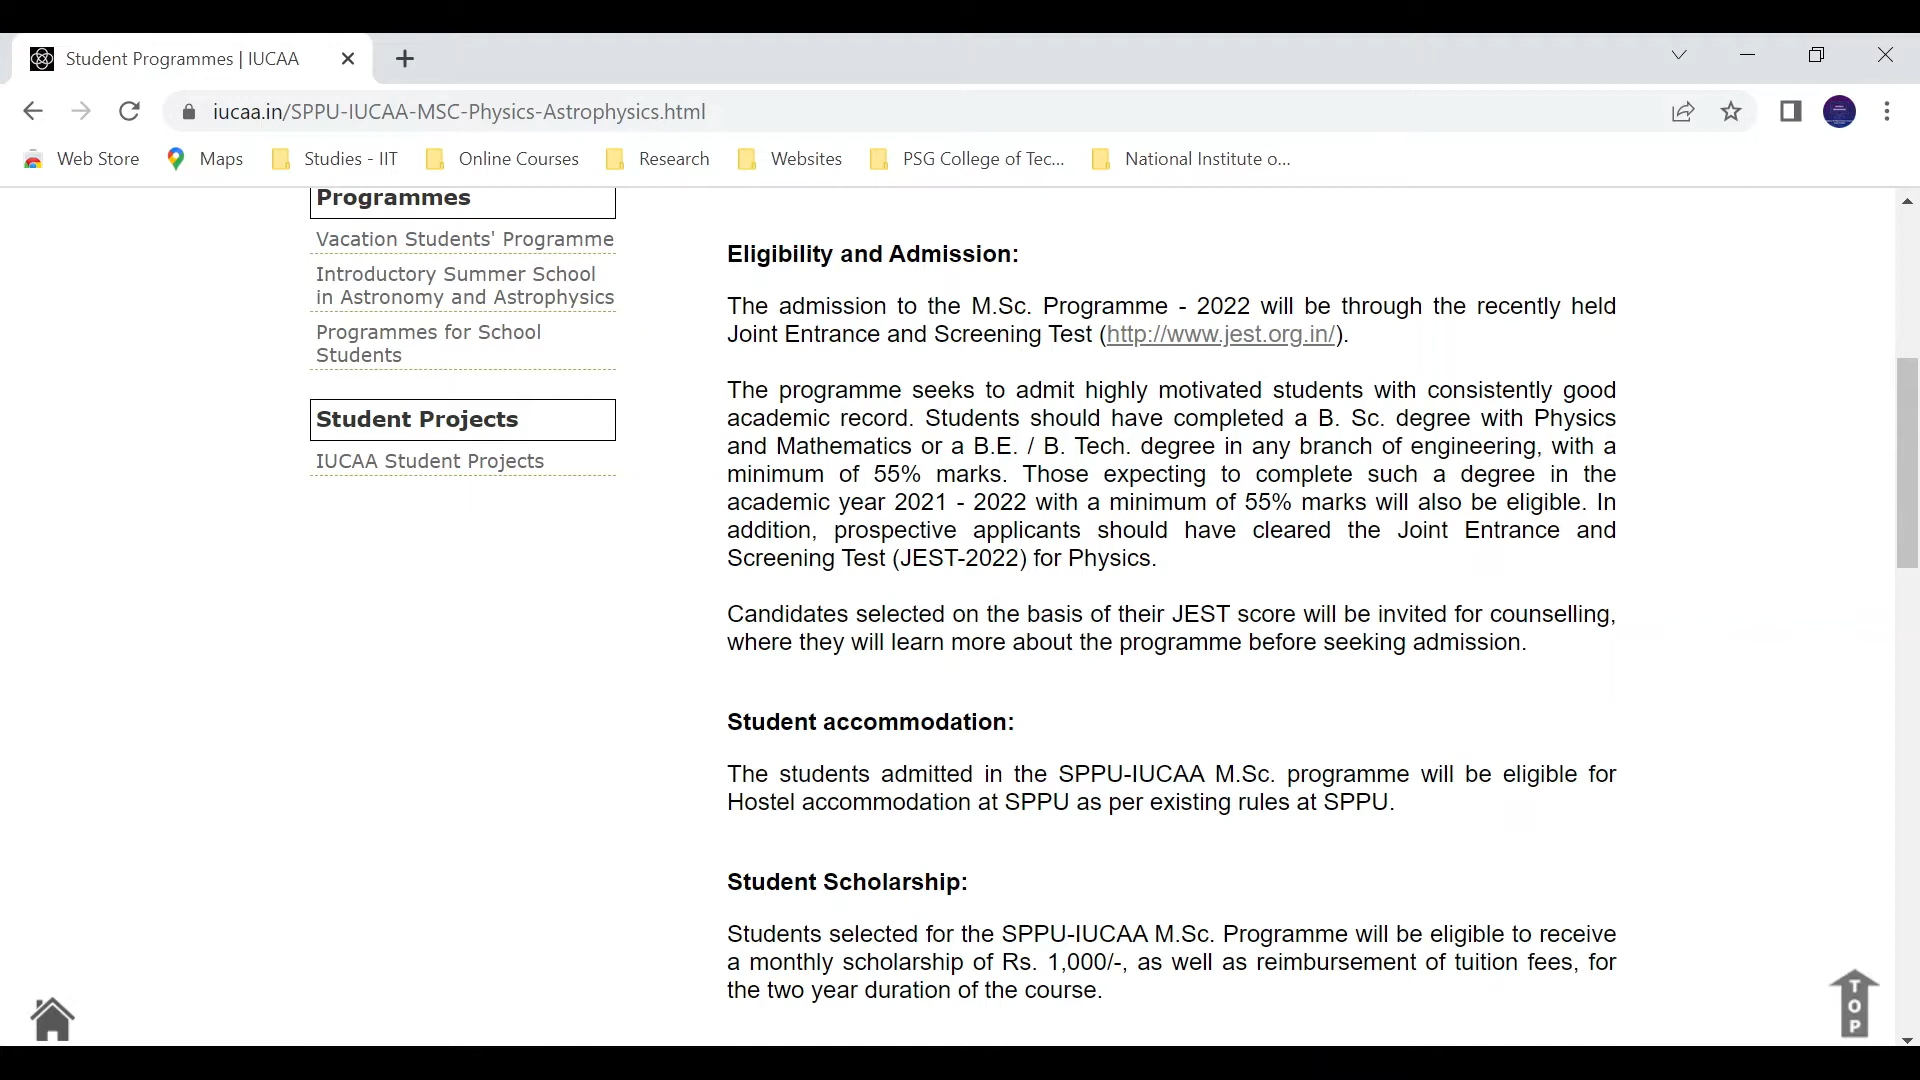 Student Programmes | IUCAA
iucaa.in/SPPU-IUCAA-MSC-Physics-Astrophysics.html
Web Store
Maps
Studies - IIT
Online Courses
Research
Websites
PSG College of Tec...
National Institute o...
Programmes
Vacation Students' Programme
Introductory Summer School
in Astronomy and Astrophysics
Programmes for School
Students
Student Projects
IUCAA Student Projects
Eligibility and Admission:
The admission to the M.Sc. Programme - 2022 will be through the recently held
Joint Entrance and Screening Test (http://www.jest.org.in/).
The programme seeks to admit highly motivated students with consistently good
academic record. Students should have completed a B. Sc. degree with Physics
and Mathematics or a B.E. / B. Tech. degree in any branch of engineering, with a
minimum of 55% marks. Those expecting to complete such a degree in the
academic year 2021 - 2022 with a minimum of 55% marks will also be eligible. In
addition, prospective applicants should have cleared the Joint Entrance and
Screening Test (JEST-2022) for Physics.
Candidates selected on the basis of their JEST score will be invited for counselling,
where they will learn more about the programme before seeking admission.
Student accommodation:
The students admitted in the SPPU-IUCAA M.Sc. programme will be eligible for
Hostel accommodation at SPPU as per existing rules at SPPU.
Student Scholarship:
Students selected for the SPPU-IUCAA M.Sc. Programme will be eligible to receive
a monthly scholarship of Rs. 1,000/-, as well as reimbursement of tuition fees, for
the two year duration of the course.
TOP